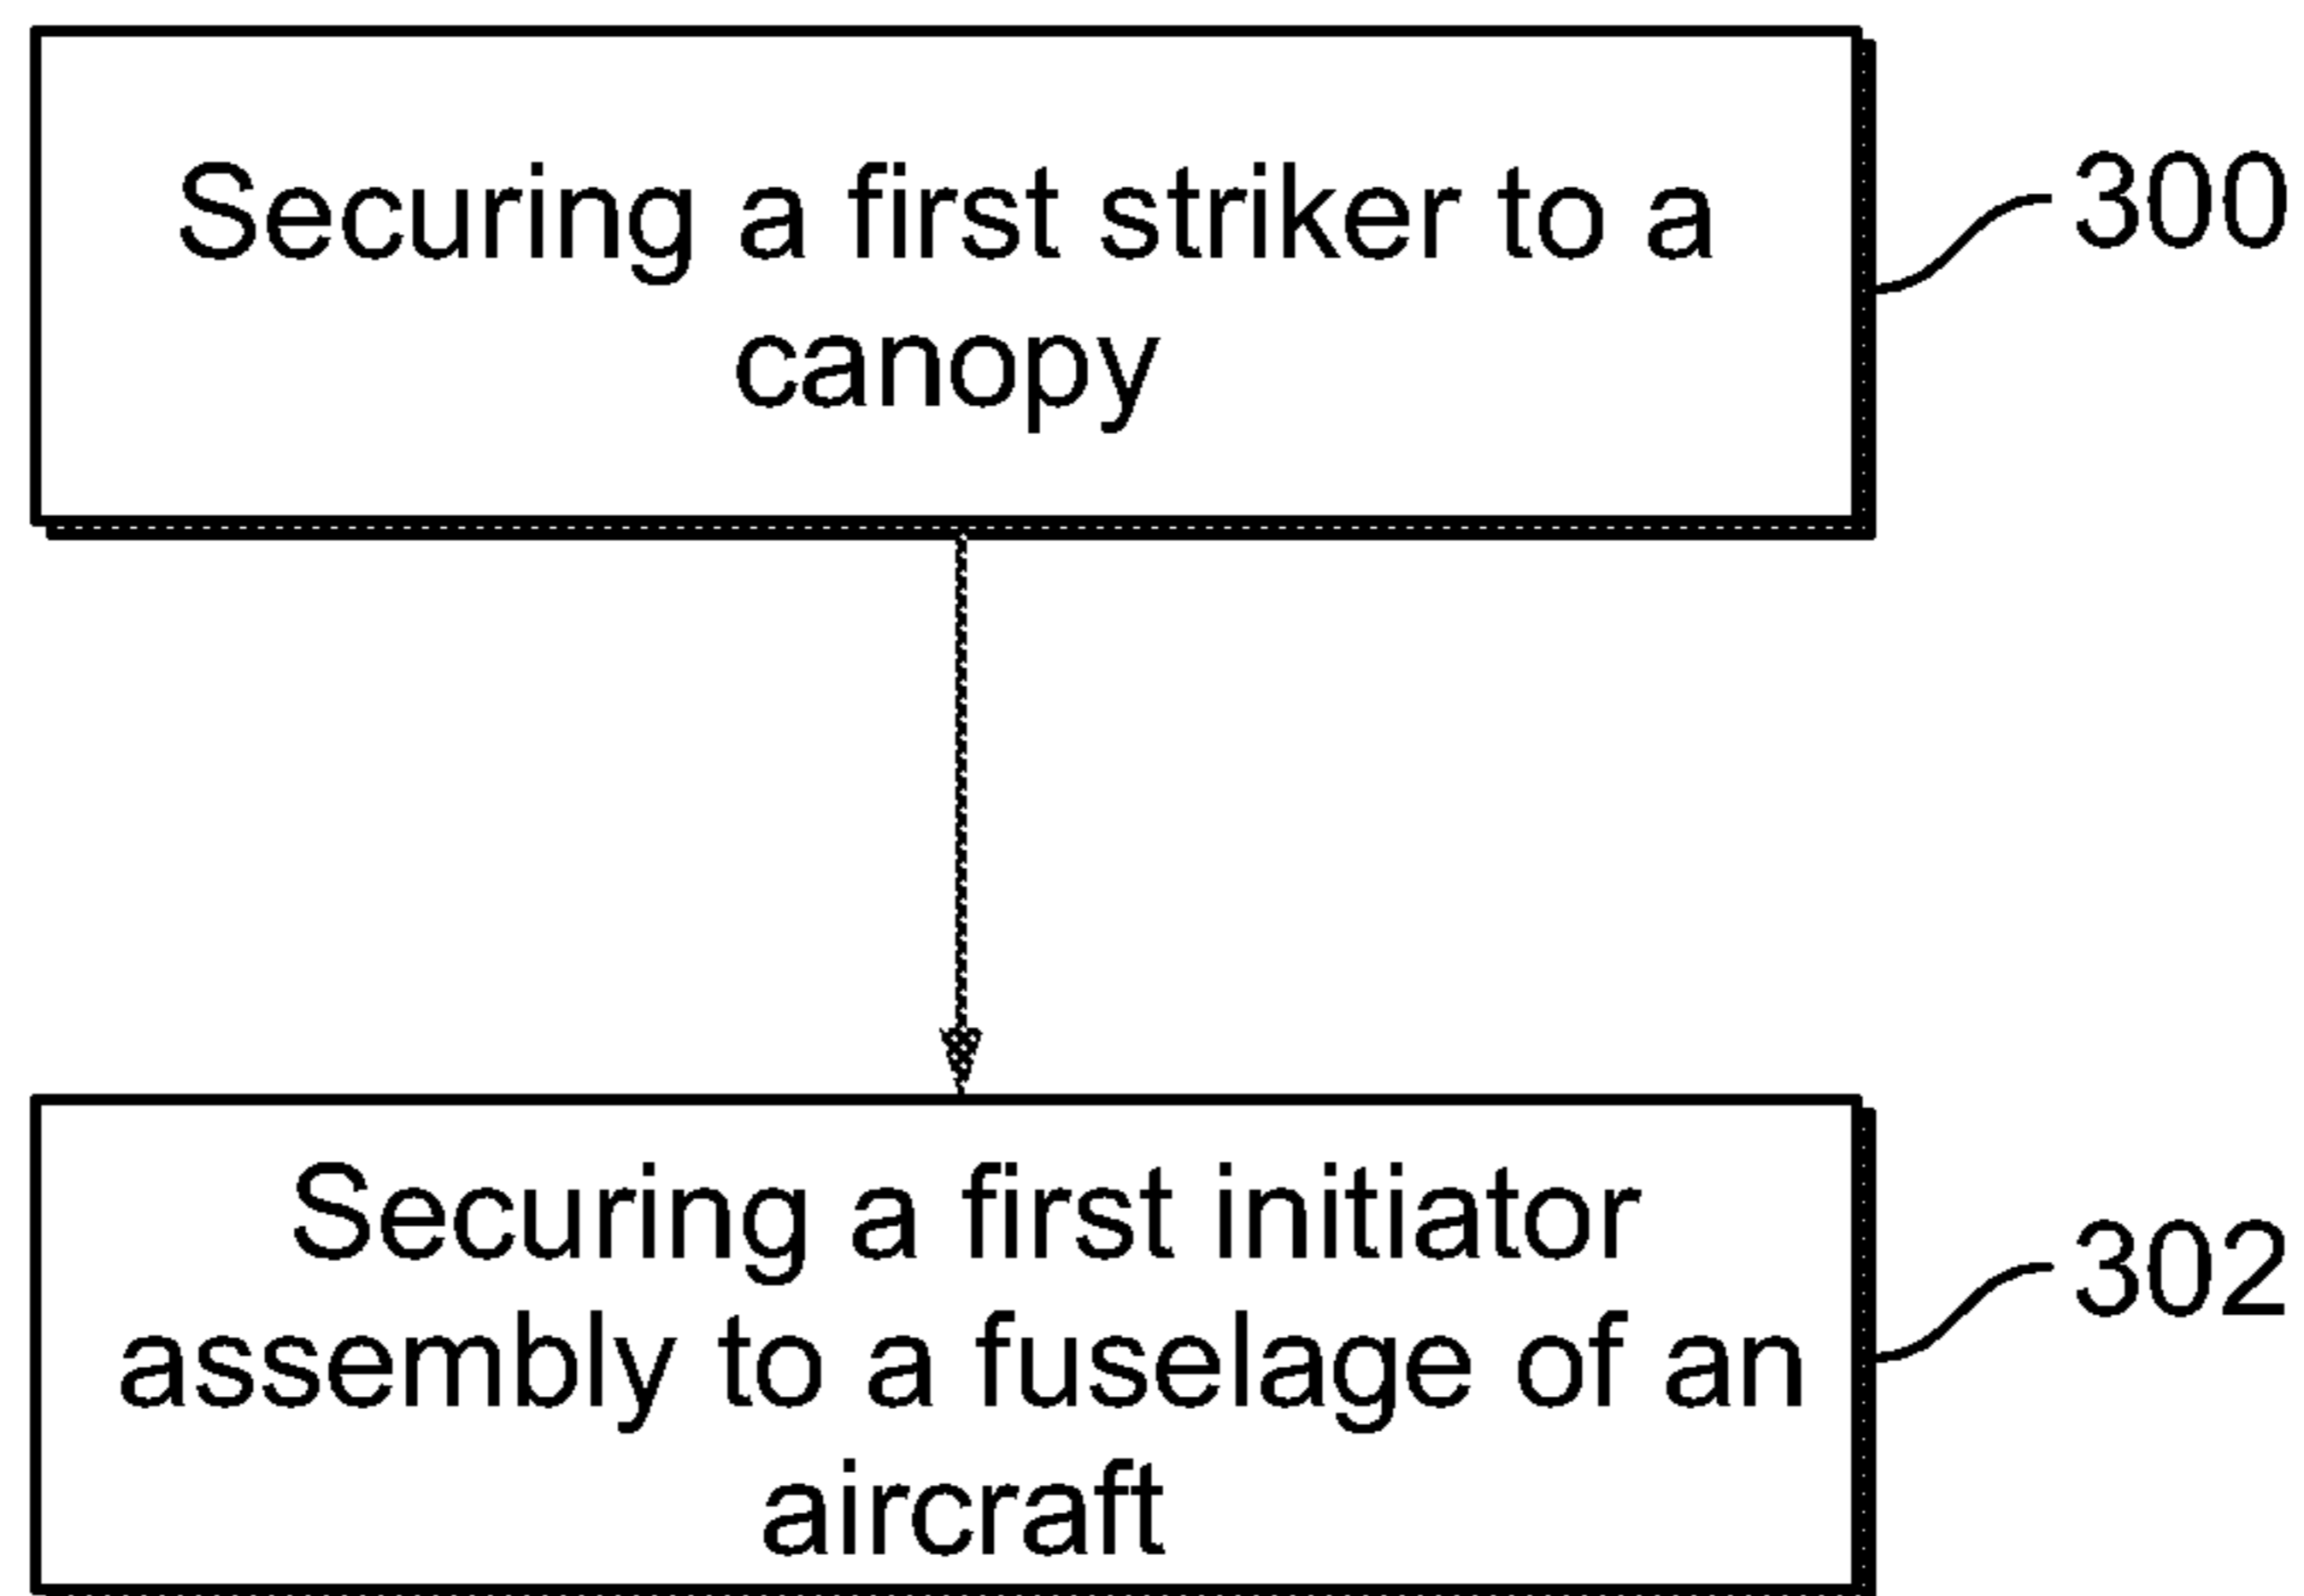 Securing a first striker to a
canopy
300
Securing a first initiator
assembly to a fuselage of an
aircraft
302